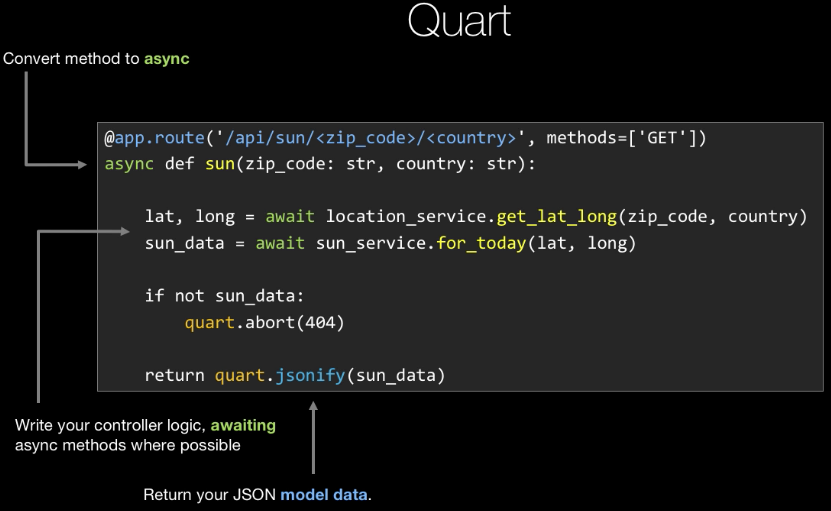 Quart
Convert method to async
@app.route('/api/sun/<zip_code>/<country>', methods=['GET'])
async def sun(zip_code: str, country: str):
lat, long = await location_service.get_lat_long(zip_code, country)
sun_data = await sun_service.for_today(lat, long)
if not sun_data:
quart.abort(404)
return quart.jsonify(sun_data)
Write your controller logic, awaiting
async methods where possible
Return your JSON model data.